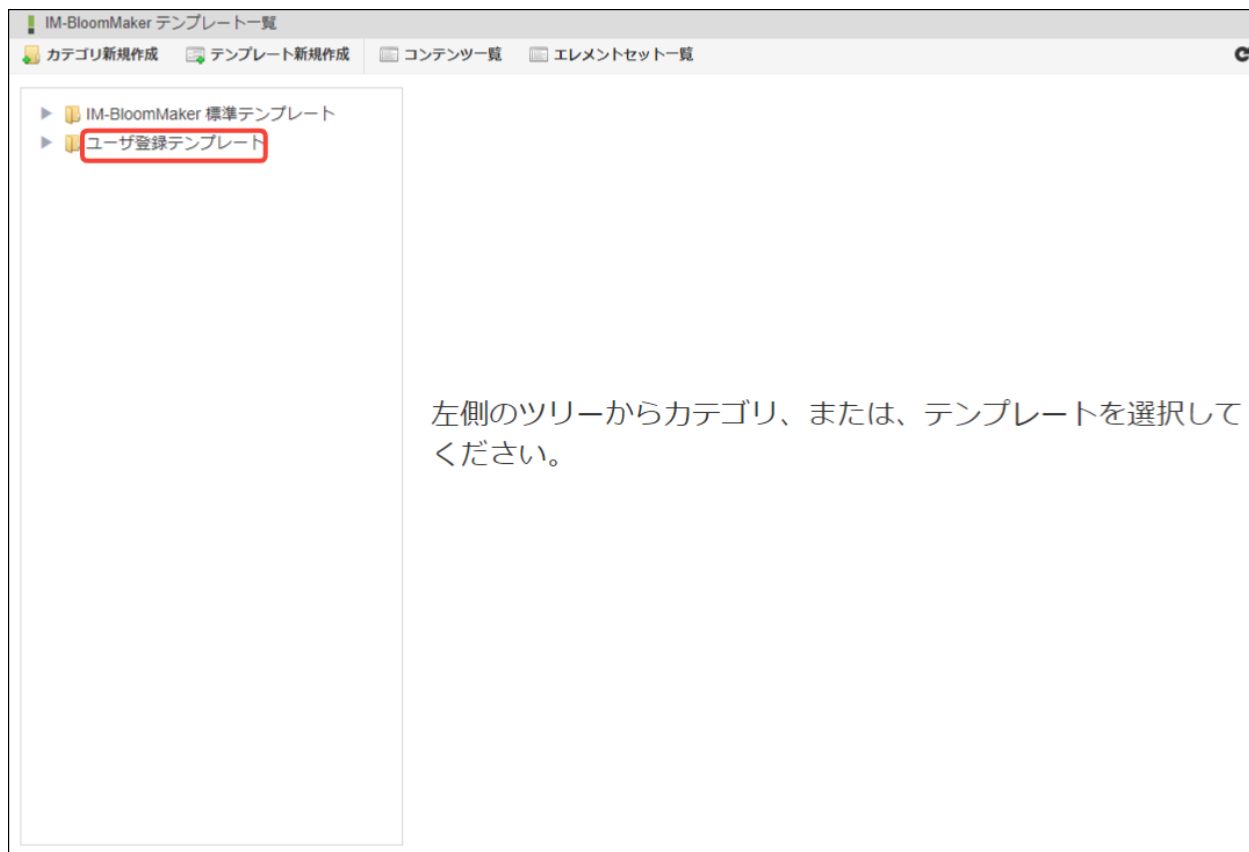 IM-BloomMaker テンプレート一覧
カテゴリ新規作成 テンプレート新規作成 コンテンツ一覧 エレメントセット一覧
IM-BloomMaker 標準テンプレート
ユーザ登録テンプレート
左側のツリーからカテゴリ、または、テンプレートを選択して
ください。